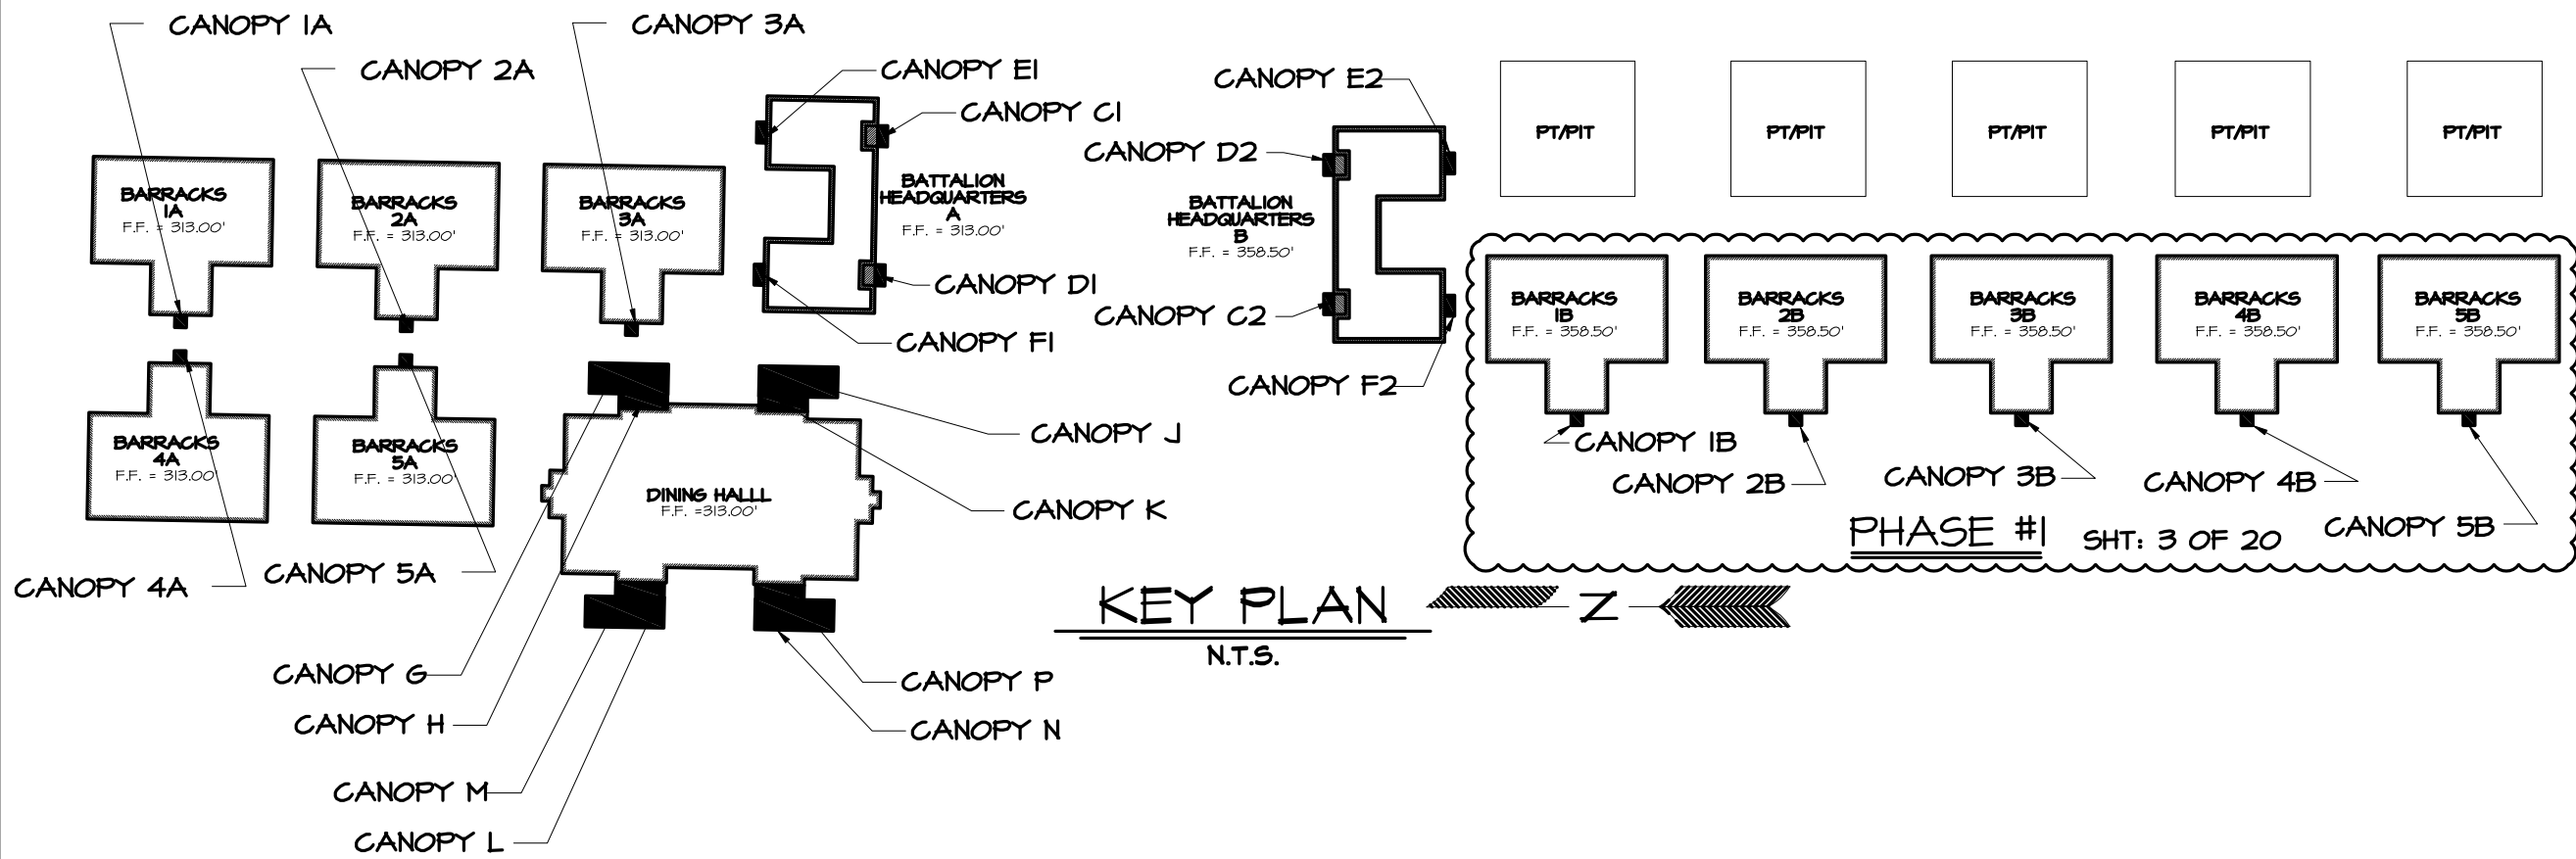 CANOPY 1A
CANOPY 2A
CANOPY 3A
CANOPY E1
CANOPY C1
BARRACKS
1A
F.F. = 313.00'
BARRACKS
2A
F.F. = 313.00'
BARRACKS
3A
F.F. = 313.00'
BATTALION
HEADQUARTERS
A
F.F. = 313.00'
CANOPY D1
CANOPY F1
BARRACKS
4A
F.F. = 313.00'
BARRACKS
5A
F.F. = 313.00'
CANOPY 4A
CANOPY 5A
DINING HALLL
F.F. =313.00'
CANOPY J
CANOPY K
CANOPY G
CANOPY H
CANOPY M
CANOPY L
CANOPY P
CANOPY N
CANOPY E2
CANOPY D2
BATTALION
HEADQUARTERS
B
F.F. = 358.50'
CANOPY C2
CANOPY F2
PT/PIT
PT/PIT
PT/PIT
PT/PIT
PT/PIT
BARRACKS
1B
F.F. = 358.50'
BARRACKS
2B
F.F. = 358.50'
BARRACKS
3B
F.F. = 358.50'
BARRACKS
4B
F.F. = 358.50'
BARRACKS
5B
F.F. = 358.50'
CANOPY 1B
CANOPY 2B
CANOPY 3B
CANOPY 4B
CANOPY 5B
PHASE #1
SHT: 3 OF 20
KEY PLAN
N.T.S.
Z